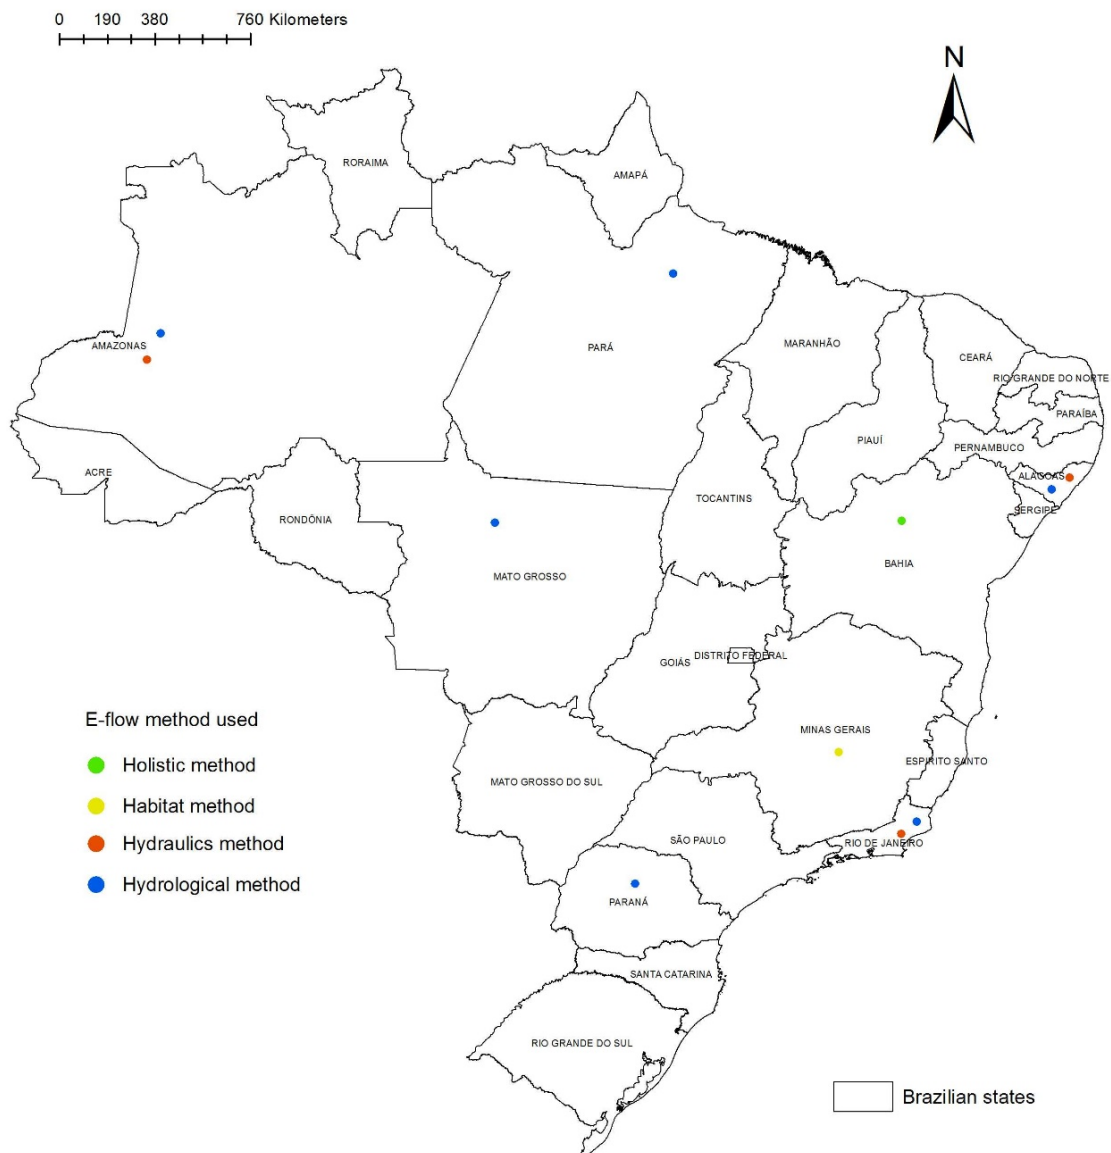 0 190 380 760 Kilometers
N
RORAIMA
AMAPÁ
AMAZONAS
PARÁ
MARANHÃO
CEARÁ
RIO GRANDE DO NORTE
PARAÍBA
PIAUÍ
PERNAMBUCO
ACRE
ALAGOAS
TOCANTINS
SERGIPE
RONDÔNIA
BAHIA
MATO GROSSO
DISTRITO FEDERAL
GOIÁS
MINAS GERAIS
ESPIRITO SANTO
MATO GROSSO DO SUL
SÃO PAULO
RIO DE JANEIRO
PARANÁ
SANTA CATARINA
RIO GRANDE DO SUL
E-flow method used
Holistic method
Habitat method
Hydraulics method
Hydrological method
Brazilian states